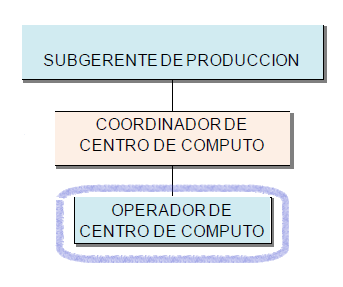 SUBGERENTE DE PRODUCCION
COORDINADOR DE
CENTRO DE COMPUTO
OPERADOR DE
CENTRO DE COMPUTO